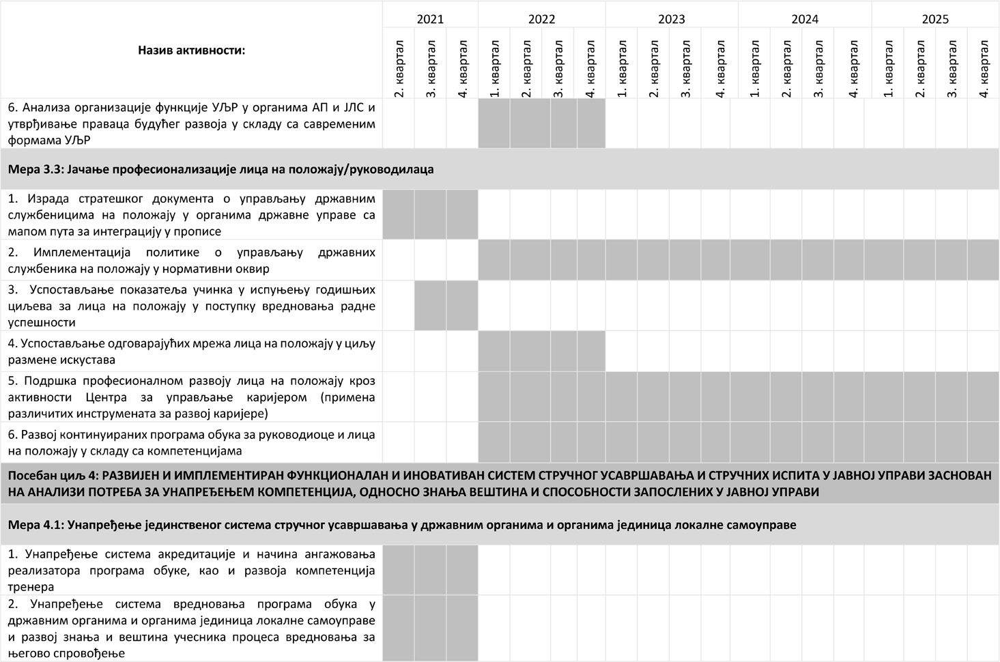 2021 2022 2023 2024 2025
Назив активности:
2. квартал 3. квартал 4. квартал 1. квартал 2. квартал 3. квартал 4. квартал 1. квартал 2. квартал 3. квартал 4. квартал 1. квартал 2. квартал 3. квартал 4. квартал 1. квартал 2. квартал 3. квартал 4. квартал
6. Анализа организације функције УЉР у органима АП и ЈЛС и
утврђивање праваца будућег развоја у складу са савременим
формама УЉР
Мера 3.3: Јачање професионализације лица на положају/руководилаца
1. Израда стратешког документа о управљању државним
службеницима на положају у органима државне управе са
мапом пута за интеграцију у прописе
2. Имплементација политике о управљању државних
службеника на положају у нормативни оквир
3. Успостављање показатеља учинка у испуњењу годишњих
циљева за лица на положају у поступку вредновања радне
успешности
4. Успостављање одговарајућих мрежа лица на положају у циљу
размене искустава
5. Подршка професионалном развоју лица на положају кроз
активности Центра за управљање каријером (примена
различитих инструмената за развој каријере)
6. Развој континуираних програма обука за руководиоце и лица
на положају у складу са компетенцијама
Посебан циљ 4: РАЗВИЈЕН И ИМПЛЕМЕНТИРАН ФУНКЦИОНАЛАН И ИНОВАТИВАН СИСТЕМ СТРУЧНОГ УСАВРШАВАЊА И СТРУЧНИХ ИСПИТА У ЈАВНОЈ УПРАВИ ЗАСНОВАН
НА АНАЛИЗИ ПОТРЕБА ЗА УНАПРЕЂЕЊЕМ КОМПЕТЕНЦИЈА, ОДНОСНО ЗНАЊА ВЕШТИНА И СПОСОБНОСТИ ЗАПОСЛЕНИХ У ЈАВНОЈ УПРАВИ
Мера 4.1: Унапређење јединственог система стручног усавршавања у државним органима и органима јединица локалне самоуправе
1. Унапређење система акредитације и начина ангажовања
реализатора програма обуке, као и развоја компетенција
тренера
2. Унапређење система вредновања програма обука у
државним органима и органима јединица локалне самоуправе
и развој знања и вештина учесника процеса вредновања за
његово спровођење